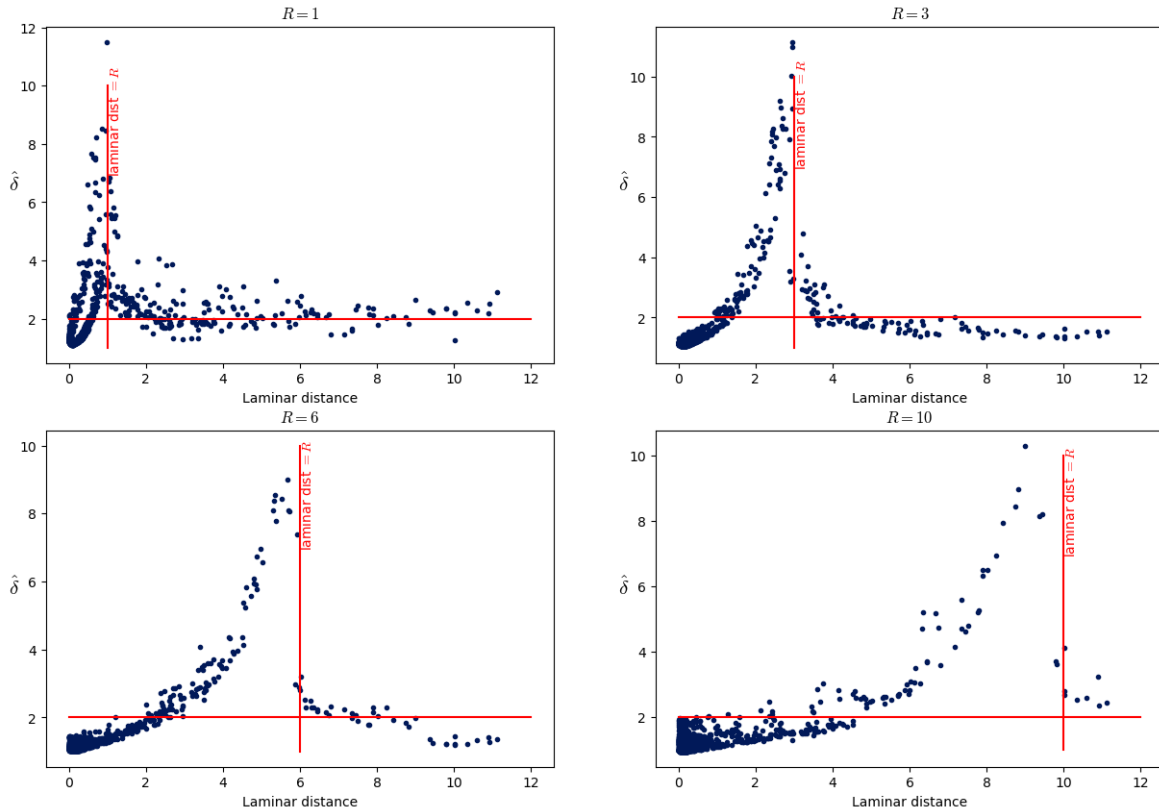 R = 1
12
10
8
6
4
2
δ̂
laminar dist = R
0 2 4 6 8 10 12
Laminar distance
R = 3
10
8
6
4
2
δ̂
laminar dist = R
0 2 4 6 8 10 12
Laminar distance
R = 6
10
8
6
4
2
δ̂
laminar dist = R
0 2 4 6 8 10 12
Laminar distance
R = 10
10
8
6
4
2
δ̂
laminar dist = R
0 2 4 6 8 10 12
Laminar distance